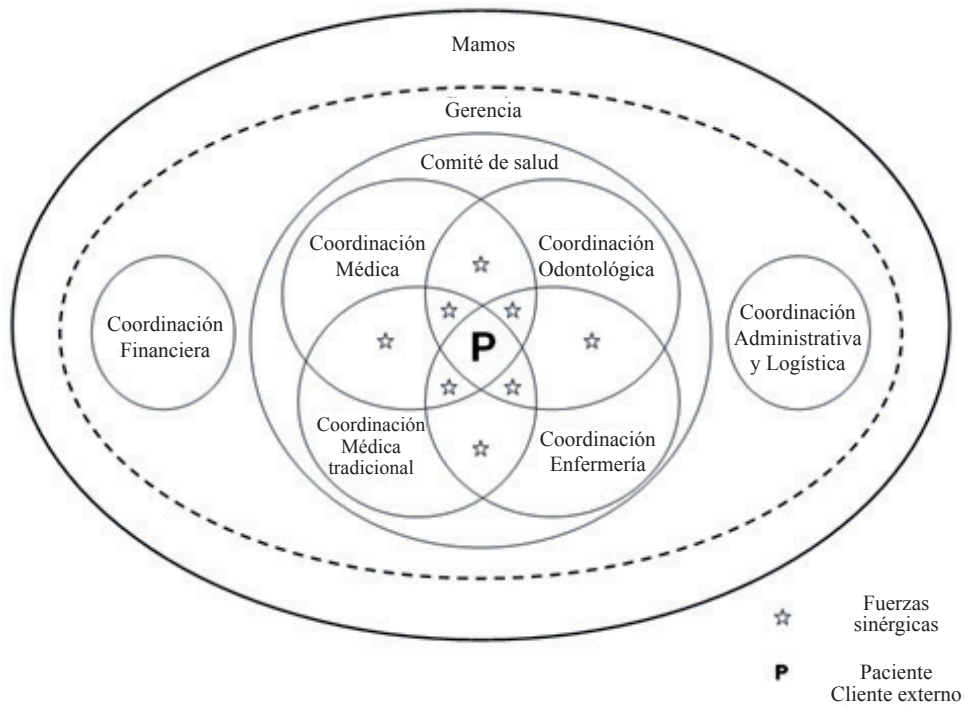 Mamos
Gerencia
Comité de salud
Coordinación
Médica
Coordinación
Odontológica
Coordinación
Financiera
P
Coordinación
Administrativa
y Logística
Coordinación
Médica
tradicional
Coordinación
Enfermería
Fuerzas
sinérgicas
P
Paciente
Cliente externo